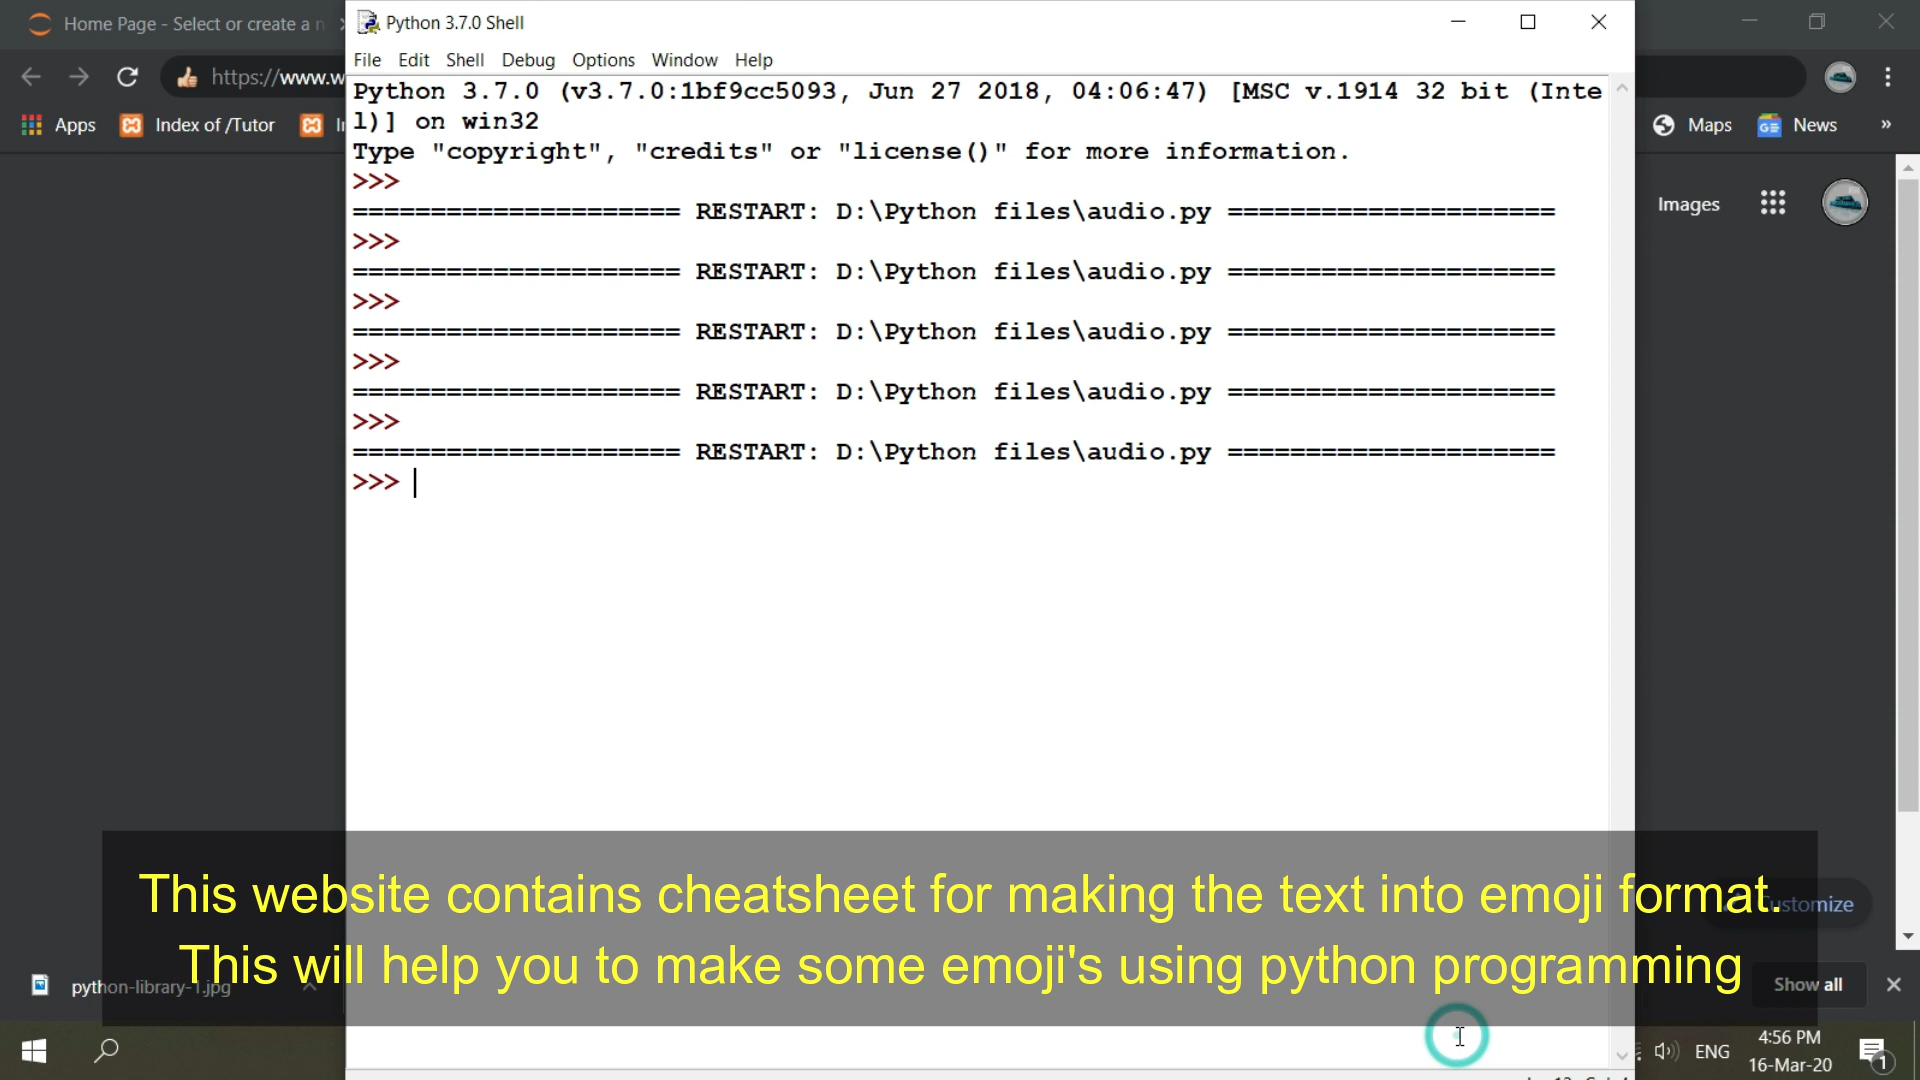 Home Page - Select or create a n
Python 3.7.0 Shell
File Edit Shell Debug Options Window Help
https://www.w
Apps
Index of /Tutor
Maps
News
»
Python 3.7.0 (v3.7.0:1bf9cc5093, Jun 27 2018, 04:06:47) [MSC v.1914 32 bit (Inte
l)] on win32
Type "copyright", "credits" or "license()" for more information.
>>>
===================== RESTART: D:\Python files\audio.py =====================
>>>
===================== RESTART: D:\Python files\audio.py =====================
>>>
===================== RESTART: D:\Python files\audio.py =====================
>>>
===================== RESTART: D:\Python files\audio.py =====================
>>>
===================== RESTART: D:\Python files\audio.py =====================
>>>
Images
This website contains cheatsheet for making the text into emoji format.
Customize
This will help you to make some emoji's using python programming
python-library-1.jpg
Show all
ENG
4:56 PM
16-Mar-20
1